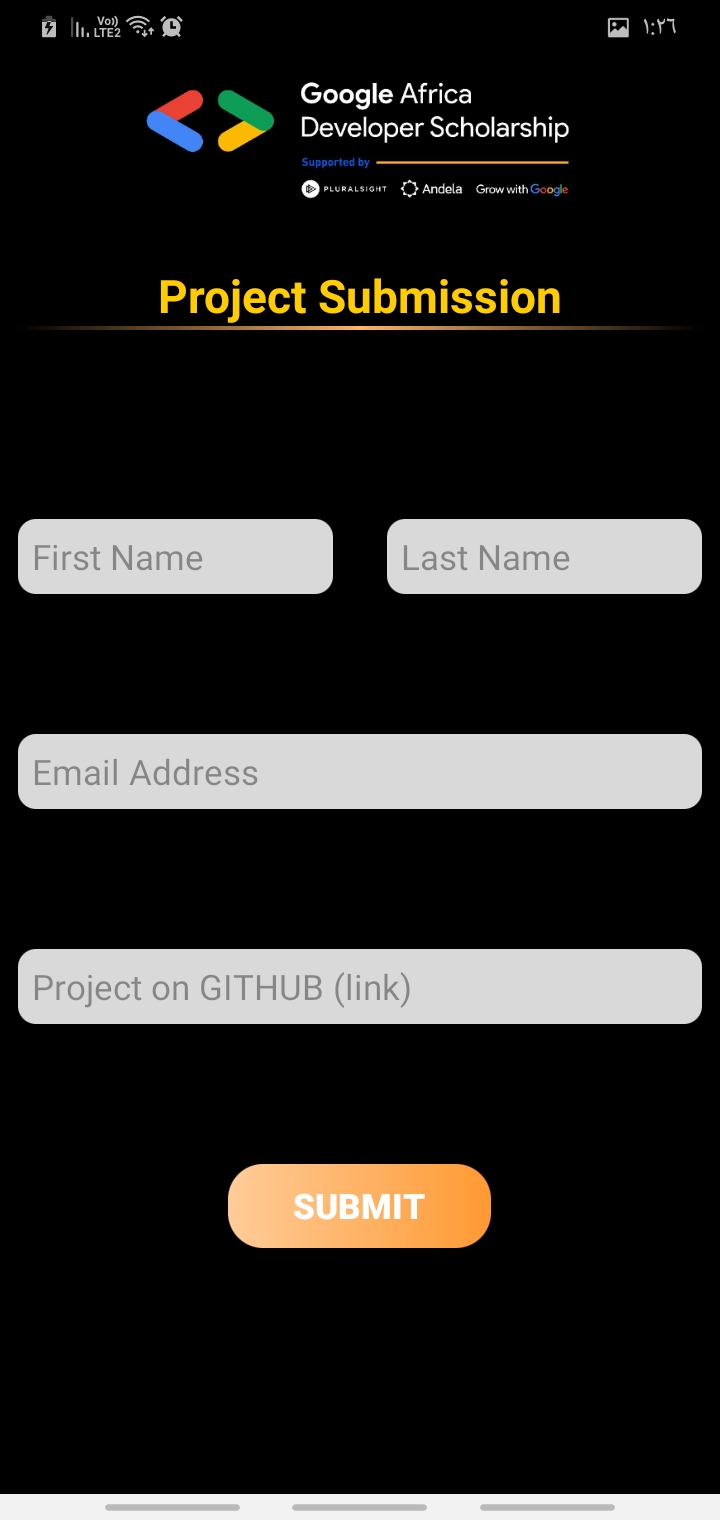 Vo)) LTE2
١:٢٦
Google Africa
Developer Scholarship
Supported by
PLURALSIGHT Andela Grow with Google
Project Submission
First Name Last Name
Email Address
Project on GITHUB (link)
SUBMIT